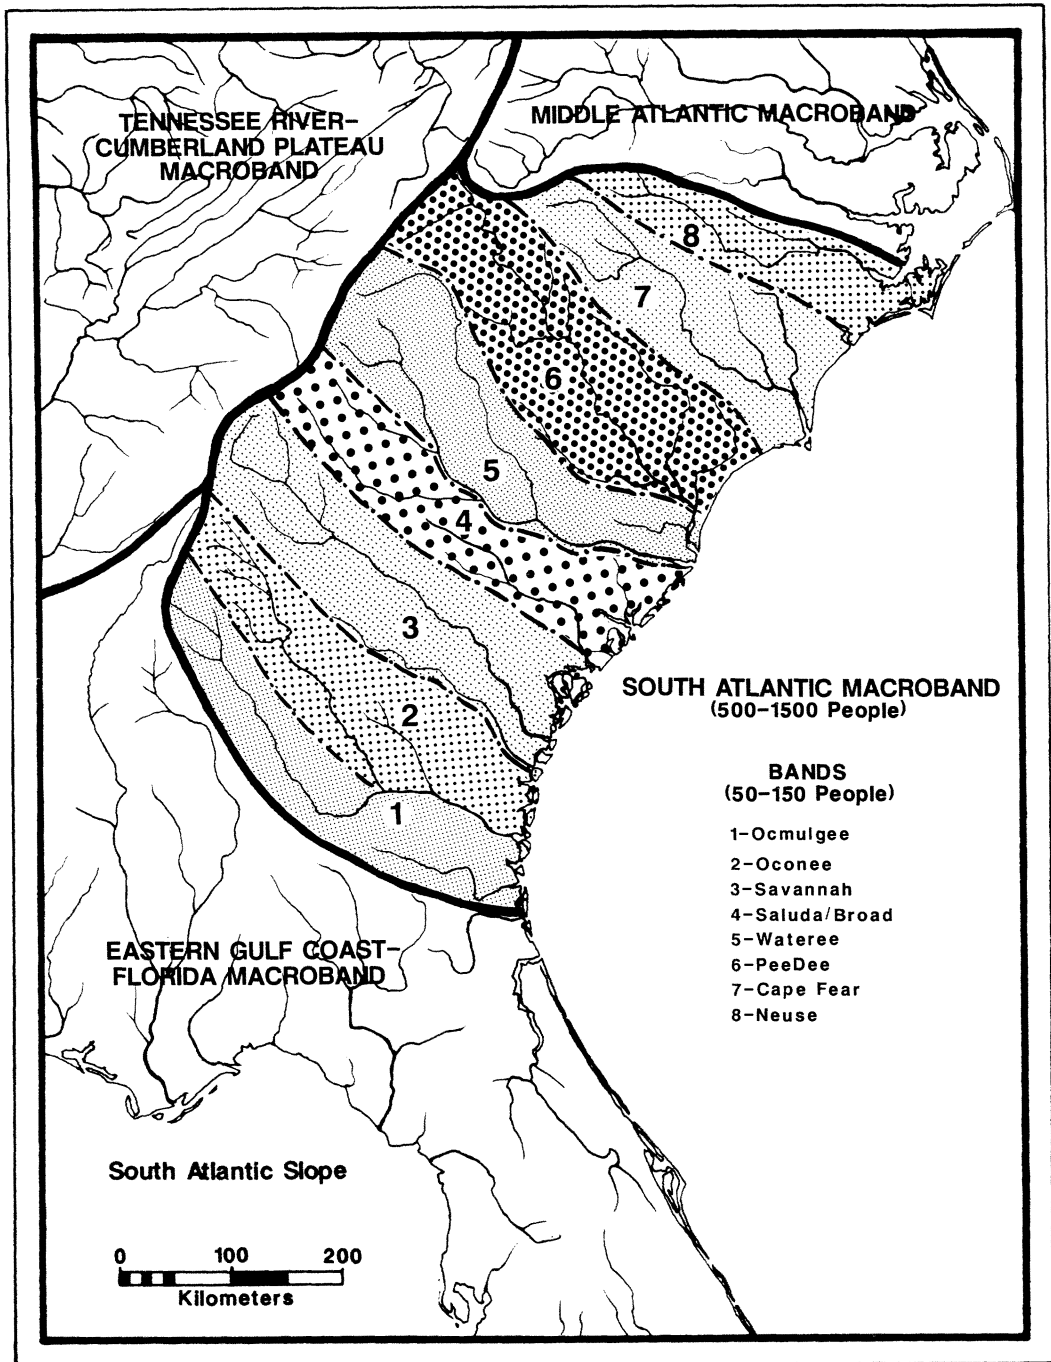 TENNESSEE RIVER-
CUMBERLAND PLATEAU
MACROBAND
MIDDLE ATLANTIC MACROBAND
8
7
6
5
4
3
2
1
SOUTH ATLANTIC MACROBAND
(500-1500 People)
BANDS
(50-150 People)
1-Ocmulgee
2-Oconee
3-Savannah
4-Saluda/Broad
5-Wateree
6-PeeDee
7-Cape Fear
8-Neuse
EASTERN GULF COAST-
FLORIDA MACROBAND
South Atlantic Slope
0 100 200
Kilometers